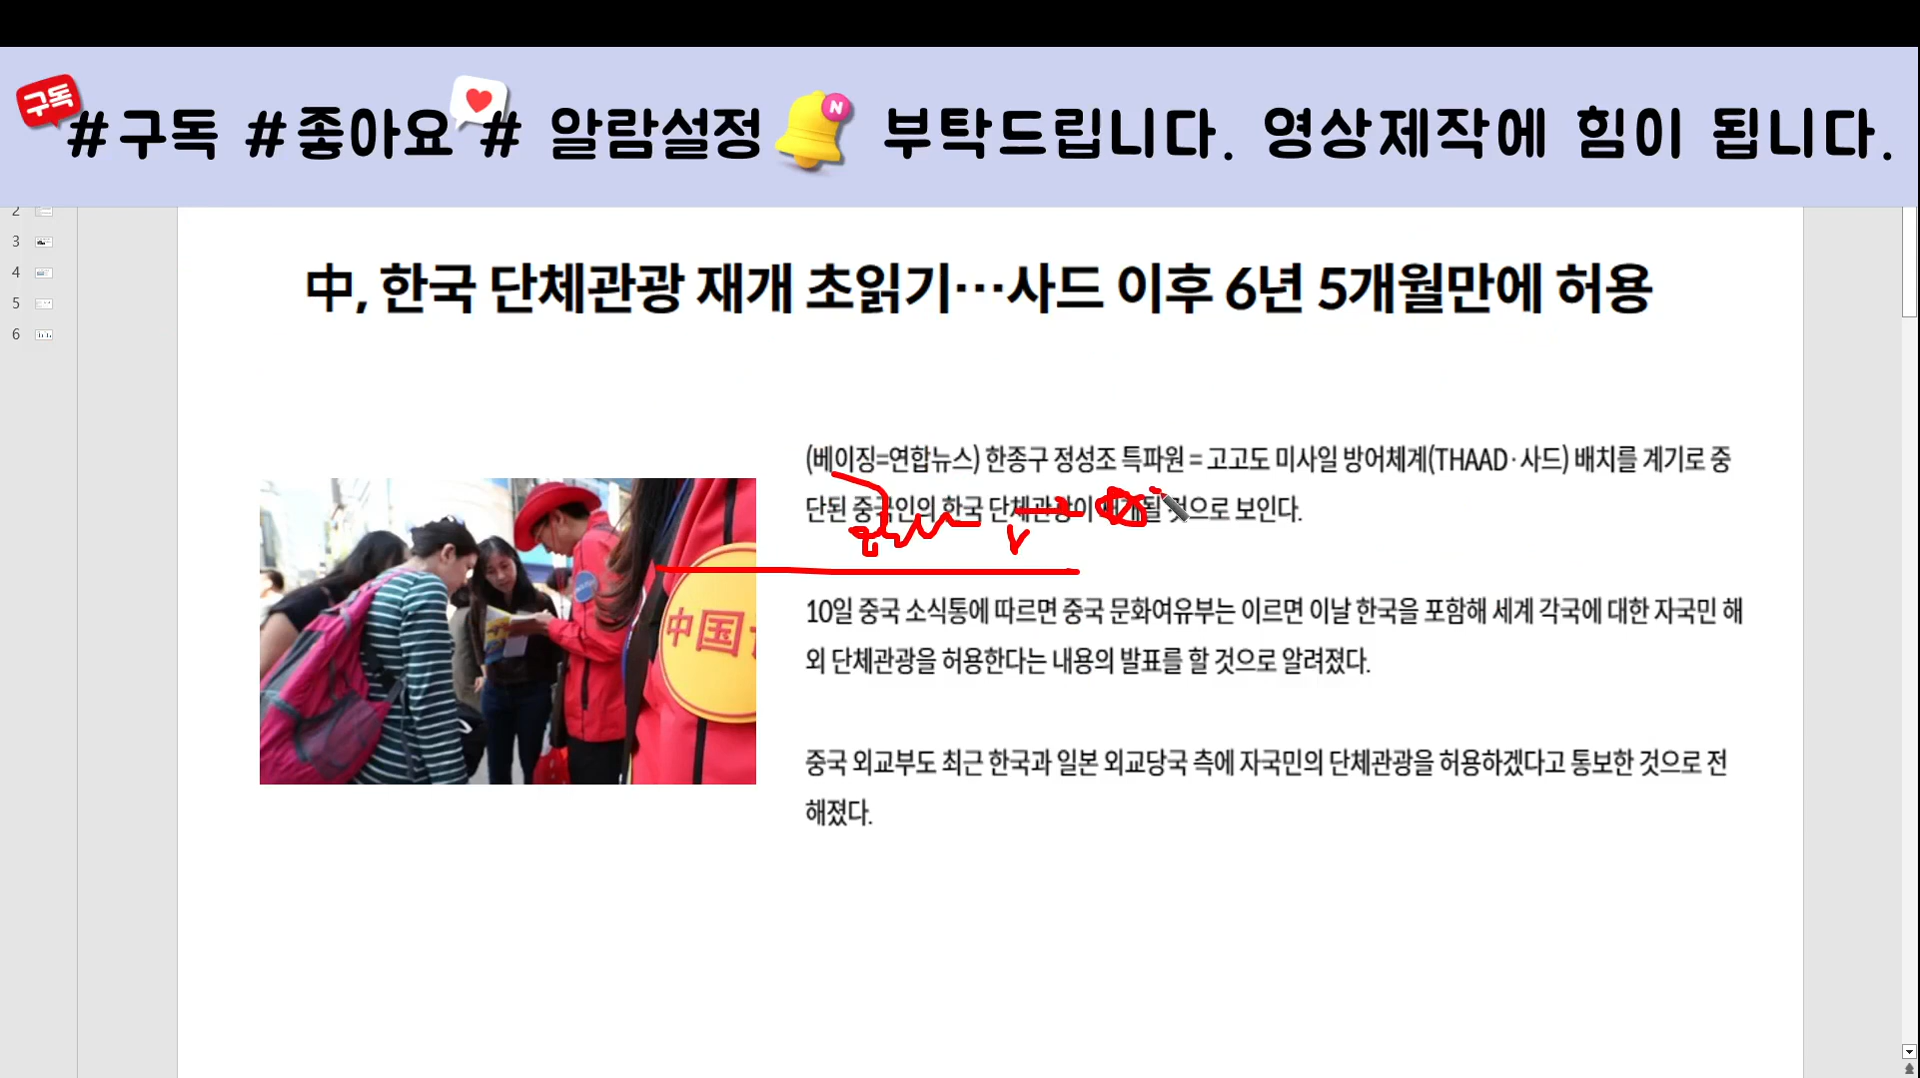 구독
#구독 #좋아요 # 알람설정 N 부탁드립니다. 영상제작에 힘이 됩니다.
2
3
4
5
6
中, 한국 단체관광 재개 초읽기…사드 이후 6년 5개월만에 허용
(베이징=연합뉴스) 한종구 정성조 특파원 = 고고도 미사일 방어체계(THAAD·사드) 배치를 계기로 중
단된 중국인의 한국 단체관광이 재개될 것으로 보인다.
10일 중국 소식통에 따르면 중국 문화여유부는 이르면 이날 한국을 포함해 세계 각국에 대한 자국민 해
외 단체관광을 허용한다는 내용의 발표를 할 것으로 알려졌다.
중국 외교부도 최근 한국과 일본 외교당국 측에 자국민의 단체관광을 허용하겠다고 통보한 것으로 전
해졌다.
中国